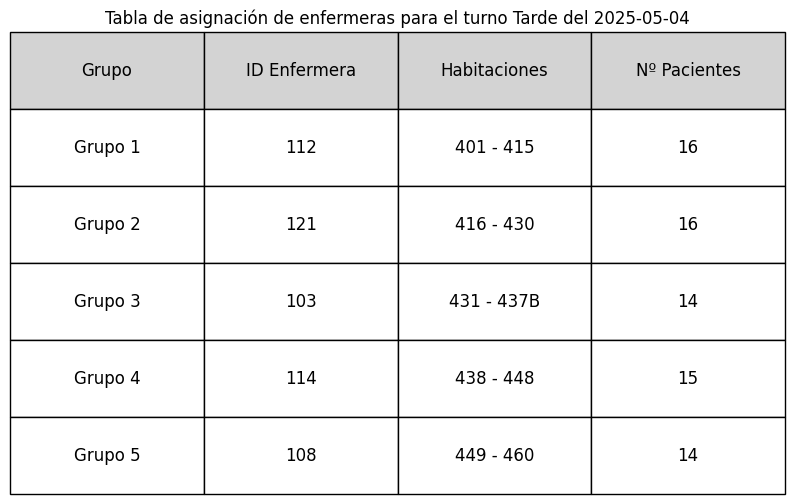 Tabla de asignación de enfermeras para el turno Tarde del 2025-05-04
Grupo ID Enfermera Habitaciones Nº Pacientes
Grupo 1 112 401 - 415 16
Grupo 2 121 416 - 430 16
Grupo 3 103 431 - 437B 14
Grupo 4 114 438 - 448 15
Grupo 5 108 449 - 460 14